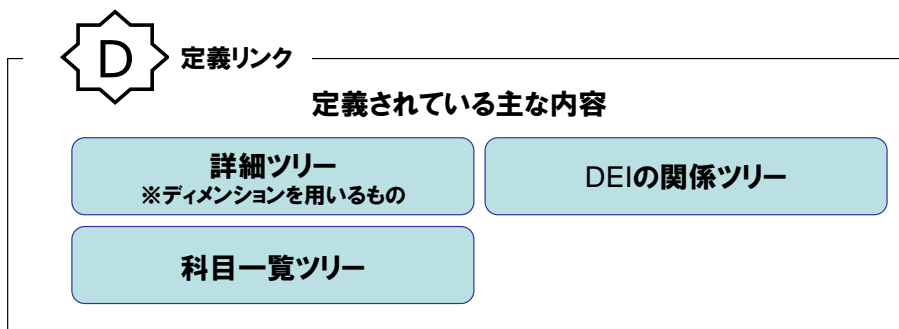 D 定義リンク
定義されている主な内容
詳細ツリー
※ディメンションを用いるもの
DEIの関係ツリー
科目一覧ツリー